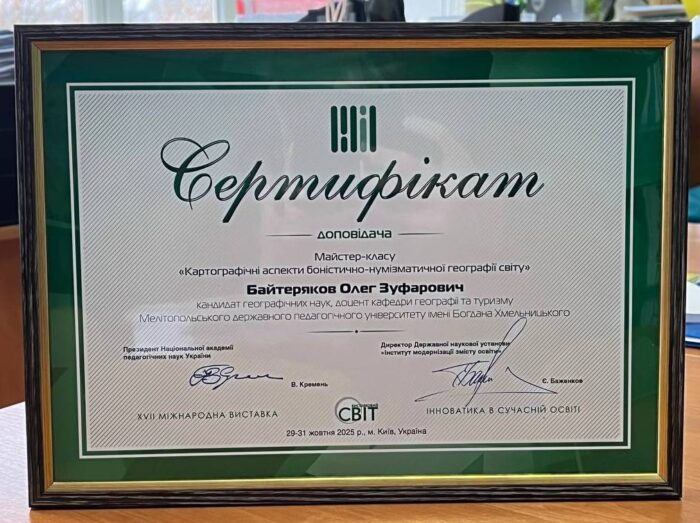 Сертифікат
доповідача
Майстер-класу
«Картографічні аспекти боністично-нумізматичної географії світу»
Байтеряков Олег Зуфарович
кандидат географічних наук, доцент кафедри географії та туризму
Мелітопольського державного педагогічного університету імені Богдана Хмельницького
Президент Національної академії
педагогічних наук України
В. Кремень
Директор Державної наукової установи
«Інститут модернізації змісту освіти»
Є. Баженков
XVII МІЖНАРОДНА ВИСТАВКА
СВІТ
ІННОВАТИКА В СУЧАСНІЙ ОСВІТІ
29-31 жовтня 2025 р., м. Київ, Україна